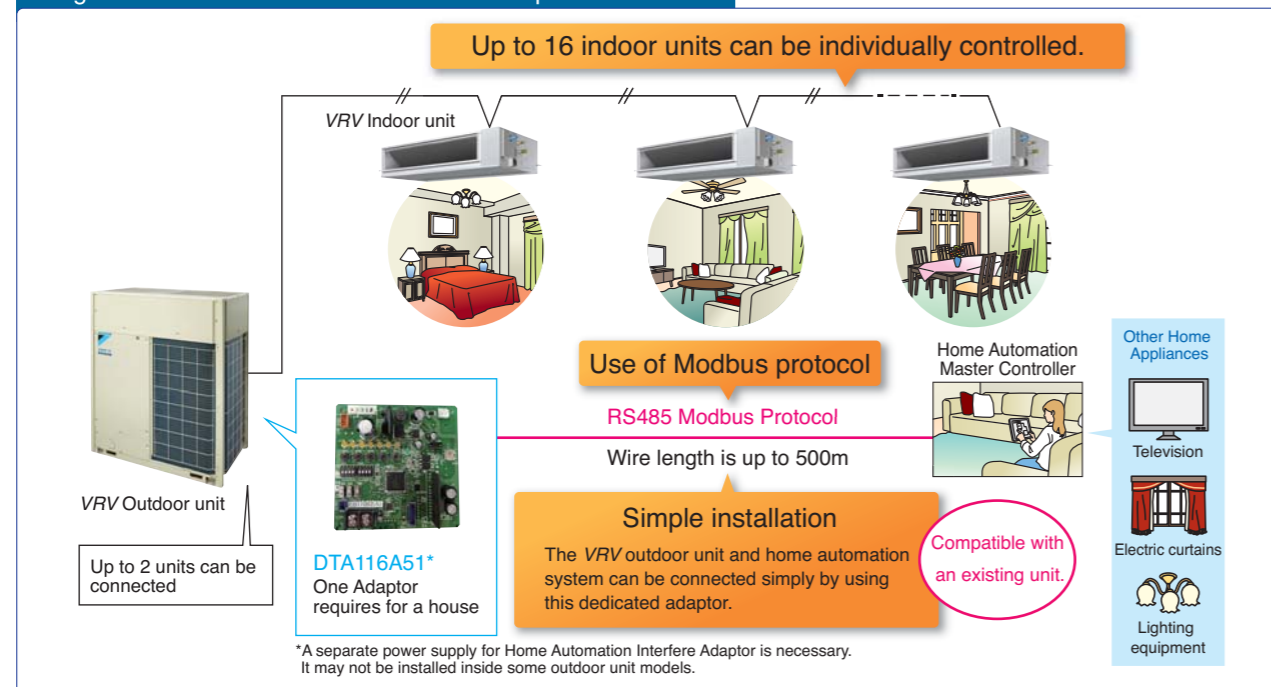 Up to 16 indoor units can be individually controlled.
VRV Indoor unit
Use of Modbus protocol
Home Automation
Master Controller
Other Home
Appliances
RS485 Modbus Protocol
Television
Wire length is up to 500m
VRV Outdoor unit
Simple installation
The VRV outdoor unit and home automation
system can be connected simply by using
this dedicated adaptor.
Compatible with
an existing unit.
Electric curtains
Up to 2 units can be
connected
DTA116A51*
One Adaptor
requires for a house
Lighting
equipment
*A separate power supply for Home Automation Interfere Adaptor is necessary.
It may not be installed inside some outdoor unit models.